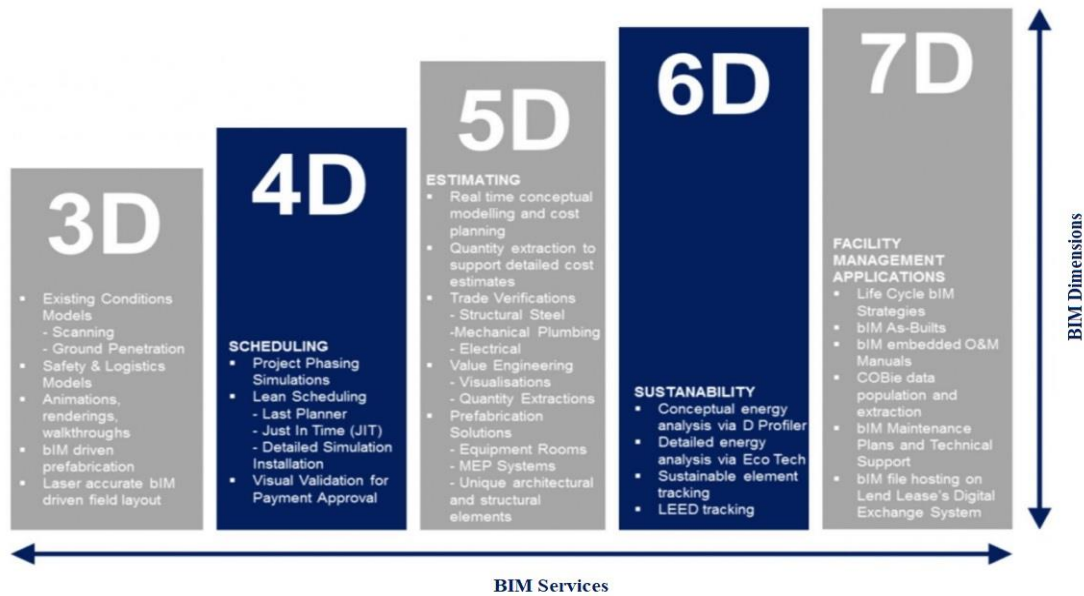 3D
Existing Conditions
Models
- Scanning
- Ground Penetration
Safety & Logistics
Models
Animations,
renderings,
walkthroughs
bIM driven
prefabrication
Laser accurate bIM
driven field layout
4D
SCHEDULING
Project Phasing
Simulations
Lean Scheduling
- Last Planner
- Just In Time (JIT)
- Detailed Simulation
Installation
Visual Validation for
Payment Approval
5D
ESTIMATING
Real time conceptual
modelling and cost
planning
Quantity extraction to
support detailed cost
estimates
Trade Verifications
- Structural Steel
-Mechanical Plumbing
- Electrical
Value Engineering
- Visualisations
- Quantity Extractions
Prefabrication
Solutions
- Equipment Rooms
- MEP Systems
- Unique architectural
and structural
elements
6D
SUSTANABILITY
Conceptual energy
analysis via D Profiler
Detailed energy
analysis via Eco Tech
Sustainable element
tracking
LEED tracking
7D
FACILITY
MANAGEMENT
APPLICATIONS
Life Cycle bIM
Strategies
bIM As-Builts
bIM embedded O&M
Manuals
COBie data
population and
extraction
bIM Maintenance
Plans and Technical
Support
bIM file hosting on
Lend Lease's Digital
Exchange System
BIM Dimensions
BIM Services